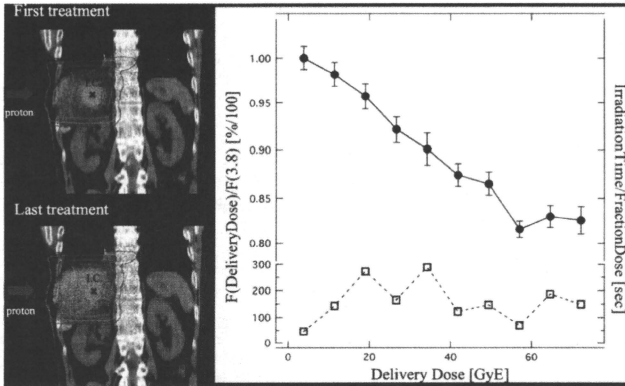 First treatment
proton
Last treatment
L.C.
proton
F(DeliveryDose)/F(3.8) [%/100]
1.00
0.95
0.90
0.85
0.80
300
200
100
0
0
20
40
60
Delivery Dose [GyE]
IrradiationTime/FractionDose [sec]